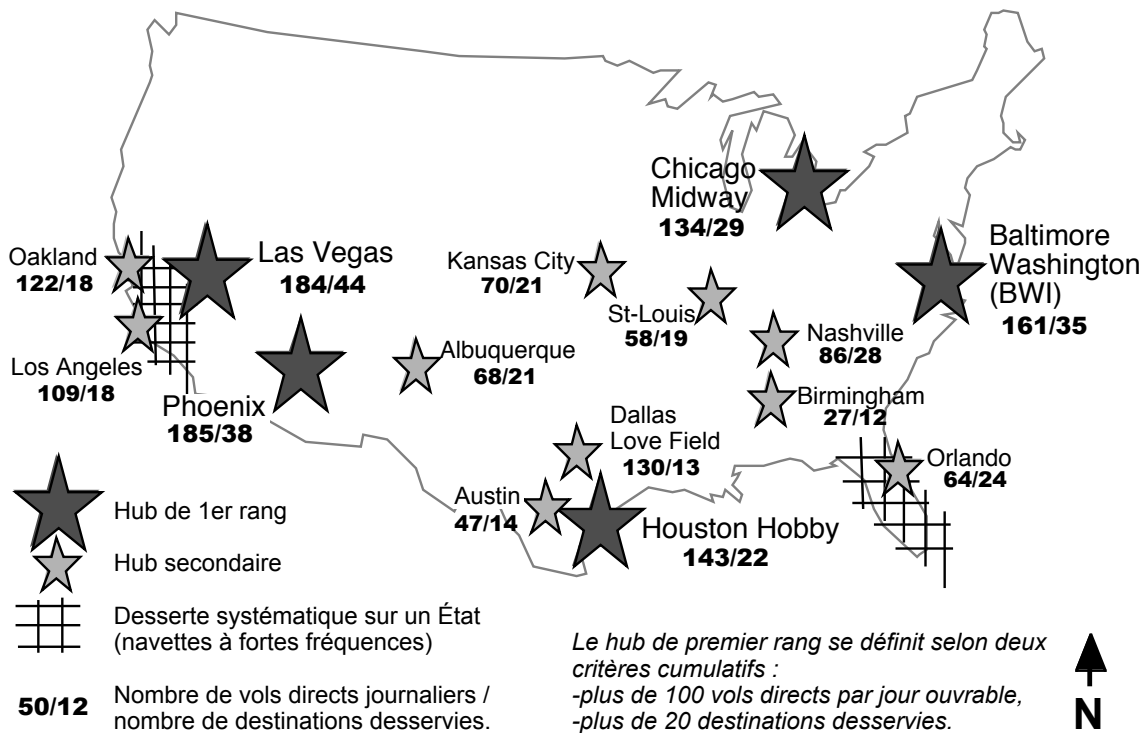 Chicago
Midway
134/29
Oakland
122/18
Las Vegas
184/44
Kansas City
70/21
Baltimore
Washington
(BWI)
161/35
St-Louis
58/19
Nashville
86/28
Los Angeles
109/18
Albuquerque
68/21
Phoenix
185/38
Birmingham
27/12
Dallas
Love Field
130/13
Orlando
64/24
Austin
47/14
Houston Hobby
143/22
Hub de 1er rang
Hub secondaire
Desserte systématique sur un État
(navettes à fortes fréquences)
50/12
Nombre de vols directs journaliers /
nombre de destinations desservies.
Le hub de premier rang se définit selon deux
critères cumulatifs :
-plus de 100 vols directs par jour ouvrable,
-plus de 20 destinations desservies.
N